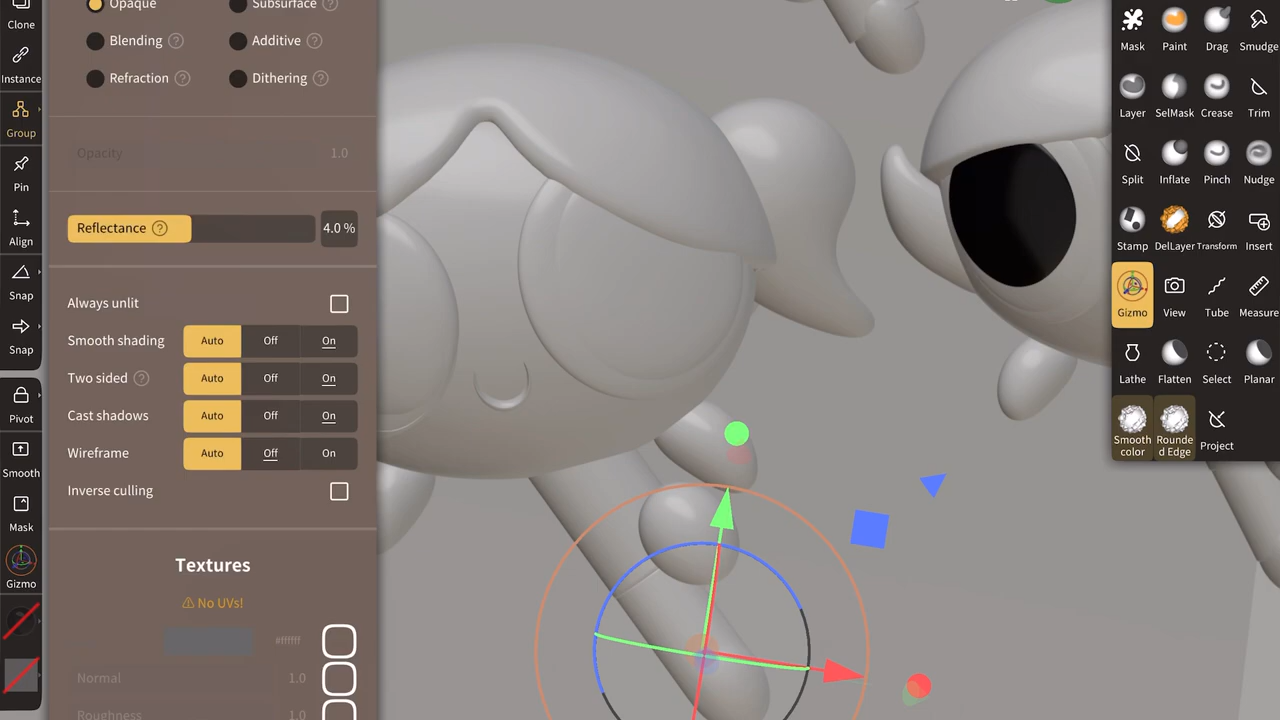 Clone
Instance
Group
Pin
Align
Snap
Snap
Pivot
Smooth
Mask
Gizmo
Opaque
Subsurface ?
Blending ?
Additive ?
Refraction ?
Dithering ?
Opacity 1.0
Reflectance ? 4.0 %
Always unlit
Smooth shading Auto Off On
Two sided ? Auto Off On
Cast shadows Auto Off On
Wireframe Auto Off On
Inverse culling
Textures
⚠ No UVs!
#ffffff
Normal 1.0
Roughness 1.0
Mask Paint Drag Smudge
Layer SelMask Crease Trim
Split Inflate Pinch Nudge
Stamp DelLayer Transform Insert
Gizmo View Tube Measure
Lathe Flatten Select Planar
Smooth color Rounded Edge Project